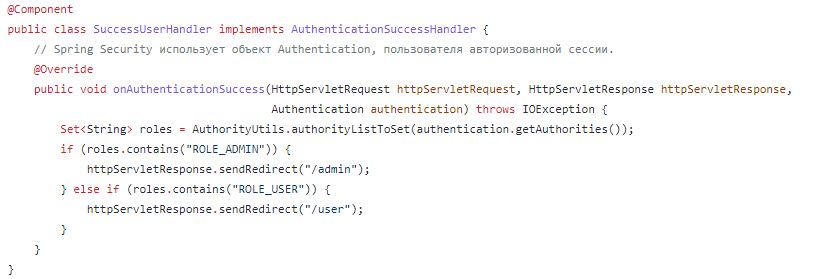 @Component
public class SuccessUserHandler implements AuthenticationSuccessHandler {
    // Spring Security использует объект Authentication, пользователя авторизованной сессии.
    @Override
    public void onAuthenticationSuccess(HttpServletRequest httpServletRequest, HttpServletResponse httpServletResponse,
                                        Authentication authentication) throws IOException {
        Set<String> roles = AuthorityUtils.authorityListToSet(authentication.getAuthorities());
        if (roles.contains("ROLE_ADMIN")) {
            httpServletResponse.sendRedirect("/admin");
        } else if (roles.contains("ROLE_USER")) {
            httpServletResponse.sendRedirect("/user");
        }
    }
}